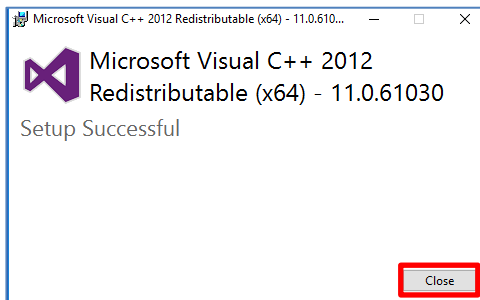 Microsoft Visual C++ 2012 Redistributable (x64) - 11.0.610...
Microsoft Visual C++ 2012
Redistributable (x64) - 11.0.61030
Setup Successful
Close